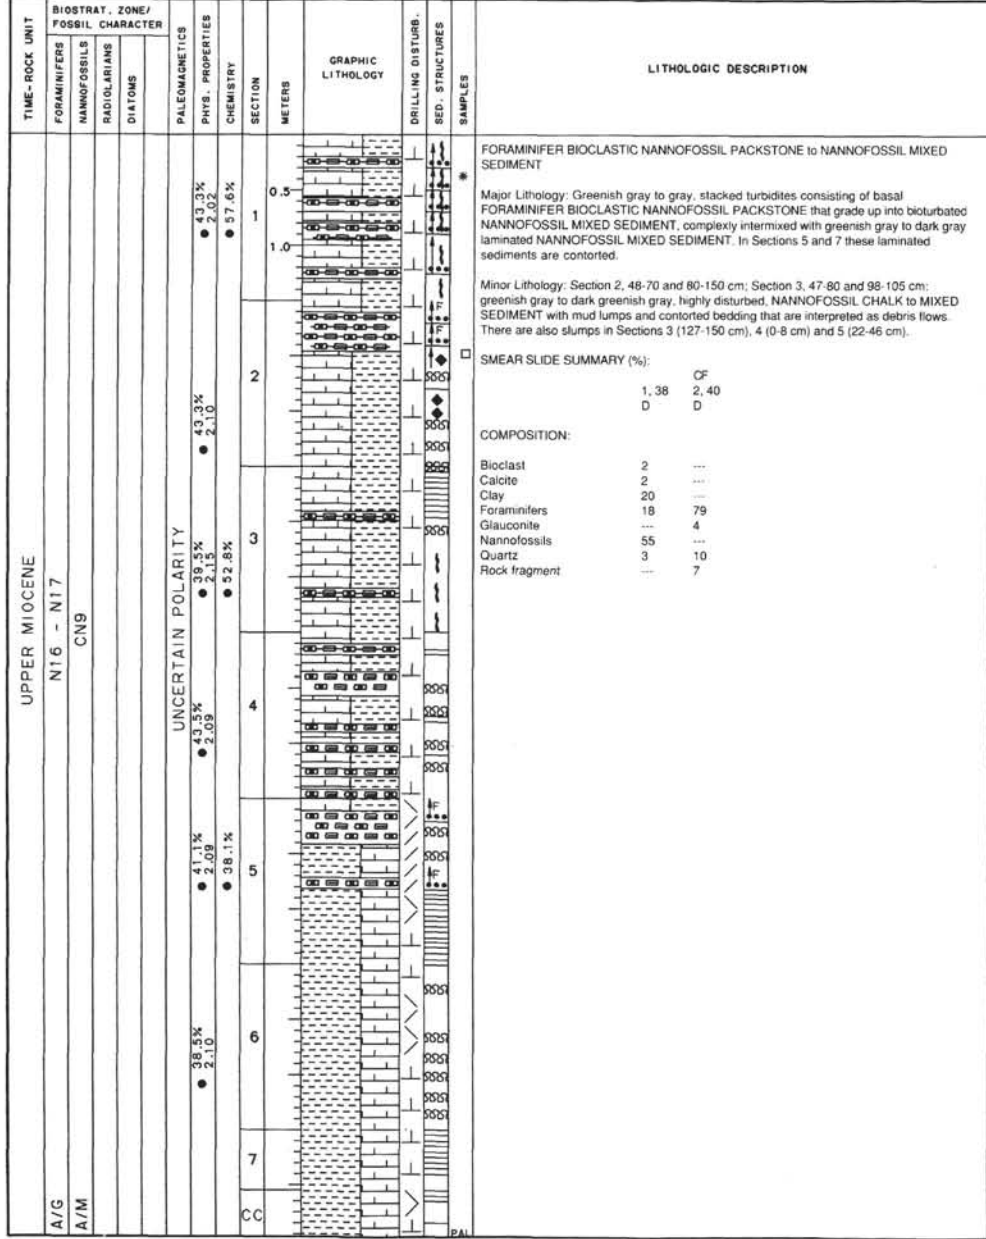 TIME-ROCK UNIT
BIOSTRAT. ZONE/
FOSSIL CHARACTER
FORAMINIFERS
NANNOFOSSILS
RADIOLARIANS
DIATOMS
PALEOMAGNETICS
PHYS. PROPERTIES
CHEMISTRY
SECTION
METERS
GRAPHIC
LITHOLOGY
DRILLING DISTURB.
SED. STRUCTURES
SAMPLES
LITHOLOGIC DESCRIPTION
UPPER MIOCENE
N16 - N17
A/G
CN9
A/M
UNCERTAIN POLARITY
43.3%
2.02
57.6%
43.3%
2.10
39.5%
2.15
52.8%
43.5%
2.09
41.1%
2.09
38.1%
38.5%
2.10
1
2
3
4
5
6
7
CC
0.5
1.0
F
F
F
F
*
PAL
FORAMINIFER BIOCLASTIC NANNOFOSSIL PACKSTONE to NANNOFOSSIL MIXED
SEDIMENT
Major Lithology: Greenish gray to gray, stacked turbidites consisting of basal
FORAMINIFER BIOCLASTIC NANNOFOSSIL PACKSTONE that grade up into bioturbated
NANNOFOSSIL MIXED SEDIMENT, complexly intermixed with greenish gray to dark gray
laminated NANNOFOSSIL MIXED SEDIMENT. In Sections 5 and 7 these laminated
sediments are contorted.
Minor Lithology: Section 2, 48-70 and 80-150 cm; Section 3, 47-80 and 98-105 cm:
greenish gray to dark greenish gray, highly disturbed, NANNOFOSSIL CHALK to MIXED
SEDIMENT with mud lumps and contorted bedding that are interpreted as debris flows.
There are also slumps in Sections 3 (127-150 cm), 4 (0-8 cm) and 5 (22-46 cm).
SMEAR SLIDE SUMMARY (%):
CF
1, 38 2, 40
D D
COMPOSITION:
Bioclast 2 ---
Calcite 2 ---
Clay 20 ---
Foraminifers 18 79
Glauconite --- 4
Nannofossils 55 ---
Quartz 3 10
Rock fragment --- 7